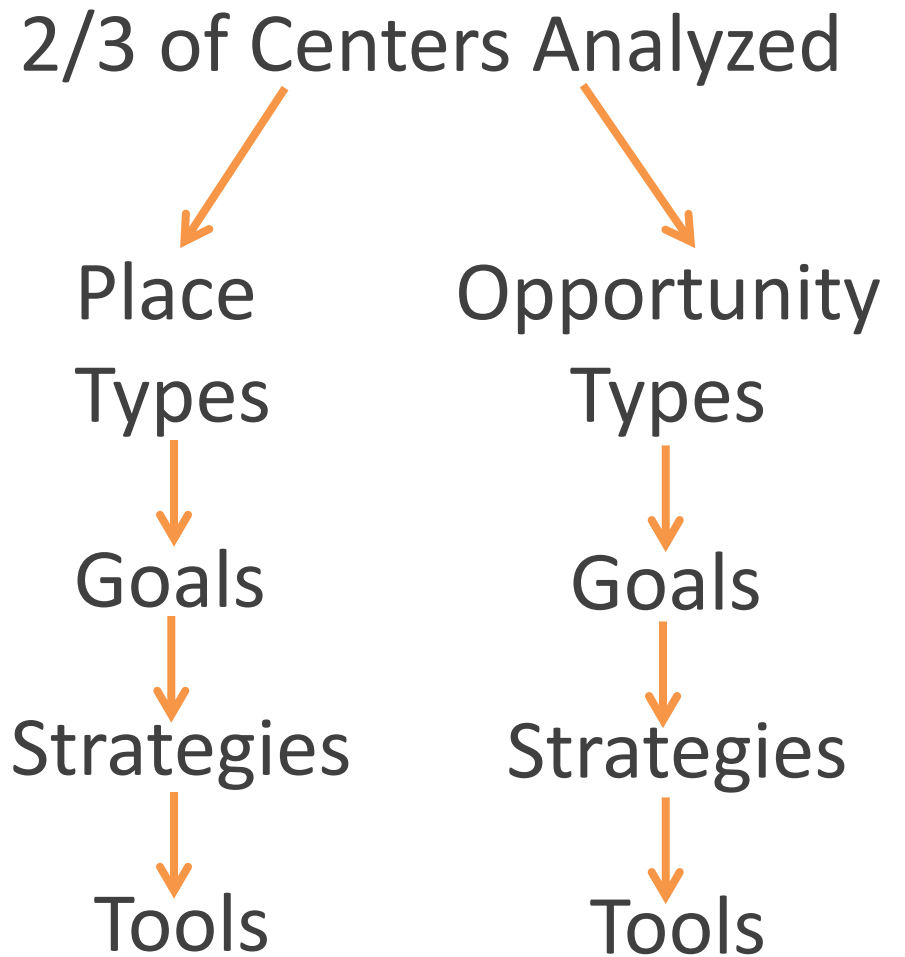 2/3 of Centers Analyzed
Place
Types
Goals
Strategies
Tools
Opportunity
Types
Goals
Strategies
Tools